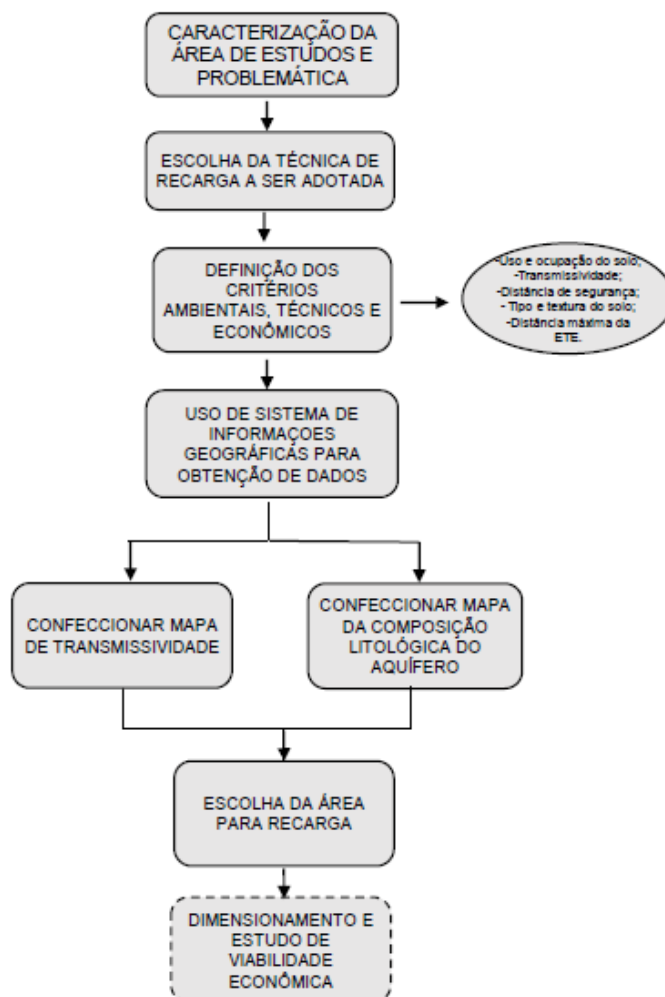 CARACTERIZAÇÃO DA
ÁREA DE ESTUDOS E
PROBLEMÁTICA
ESCOLHA DA TÉCNICA DE
RECARGA A SER ADOTADA
DEFINIÇÃO DOS
CRITÉRIOS
AMBIENTAIS, TÉCNICOS E
ECONÔMICOS
-Uso e ocupação do solo;
-Transmissividade;
-Distância de segurança;
- Tipo e textura do solo;
-Distância máxima da
ETE.
USO DE SISTEMA DE
INFORMAÇOES
GEOGRÁFICAS PARA
OBTENÇÃO DE DADOS
CONFECCIONAR MAPA
DE TRANSMISSIVIDADE
CONFECCIONAR MAPA
DA COMPOSIÇÃO
LITOLÓGICA DO
AQUÍFERO
ESCOLHA DA ÁREA
PARA RECARGA
DIMENSIONAMENTO E
ESTUDO DE
VIABILIDADE
ECONÔMICA